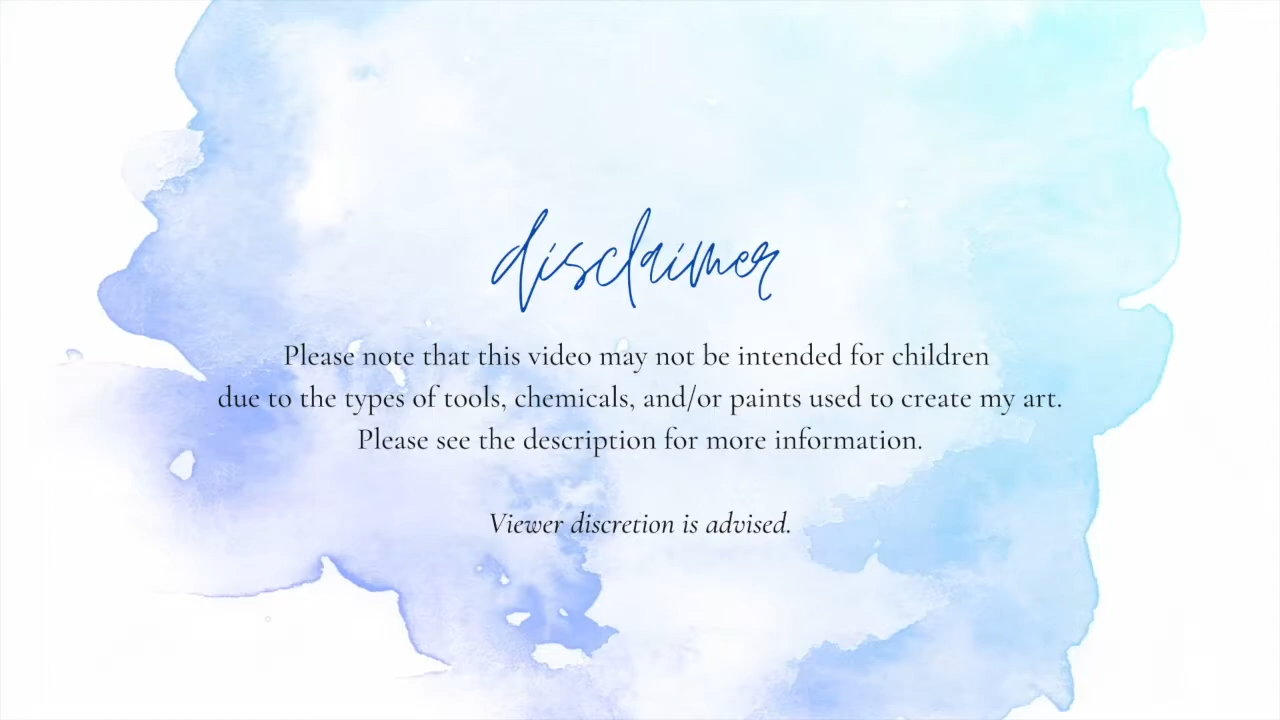 disclaimer
Please note that this video may not be intended for children
due to the types of tools, chemicals, and/or paints used to create my art.
Please see the description for more information.
Viewer discretion is advised.